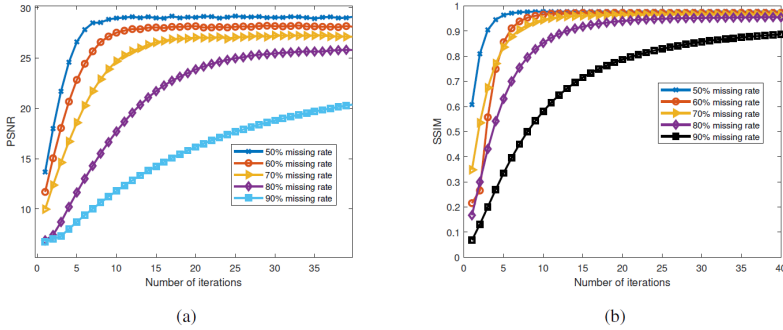 30
25
20
15
10
PSNR
50% missing rate
60% missing rate
70% missing rate
80% missing rate
90% missing rate
0 5 10 15 20 25 30 35
Number of iterations
(a)
1
0.9
0.8
0.7
0.6
0.5
0.4
0.3
0.2
0.1
0
SSIM
50% missing rate
60% missing rate
70% missing rate
80% missing rate
90% missing rate
0 5 10 15 20 25 30 35 40
Number of iterations
(b)